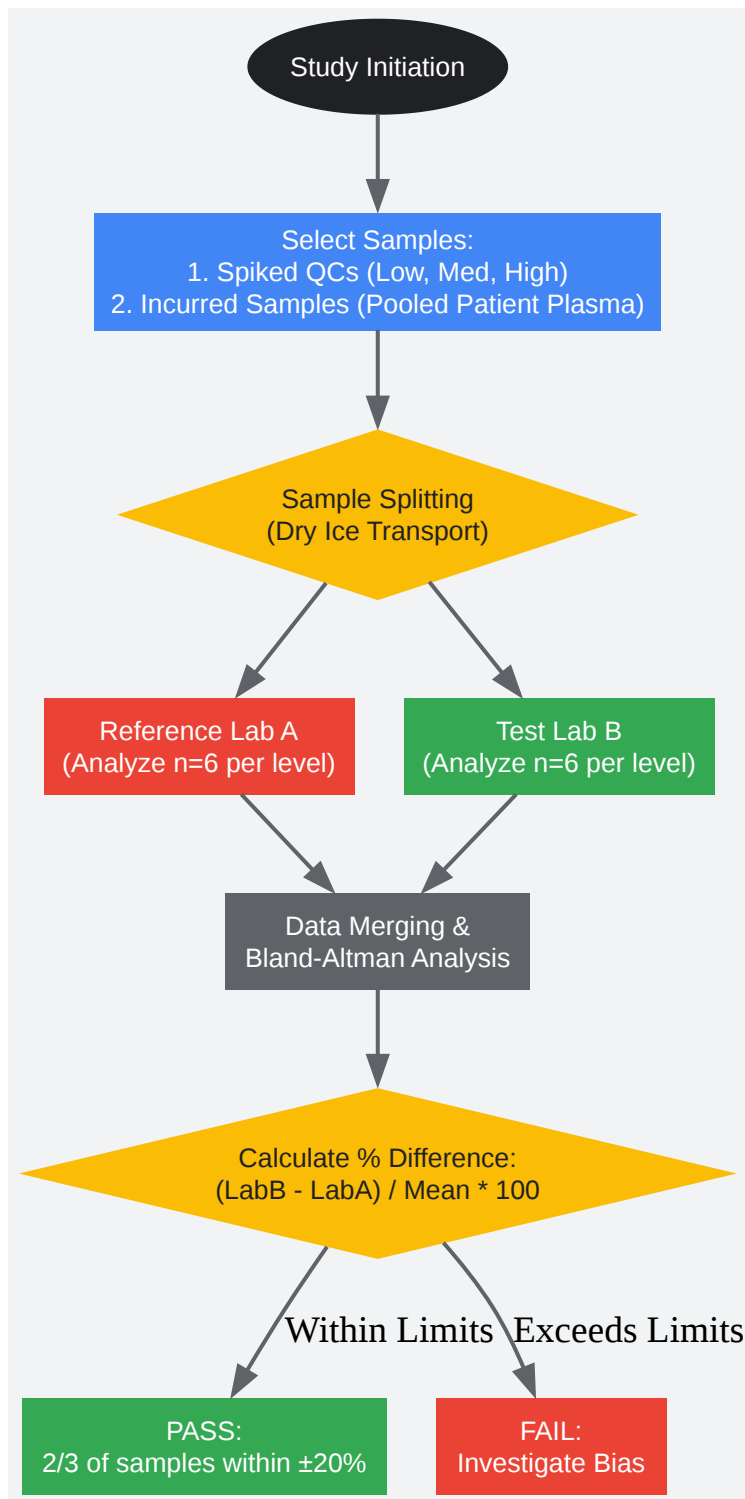 Study Initiation
Select Samples:
1. Spiked QCs (Low, Med, High)
2. Incurred Samples (Pooled Patient Plasma)
Sample Splitting
(Dry Ice Transport)
Reference Lab A
(Analyze n=6 per level)
Test Lab B
(Analyze n=6 per level)
Data Merging &
Bland-Altman Analysis
Calculate % Difference:
(LabB - LabA) / Mean * 100
Within Limits
Exceeds Limits
PASS:
2/3 of samples within ±20%
FAIL:
Investigate Bias